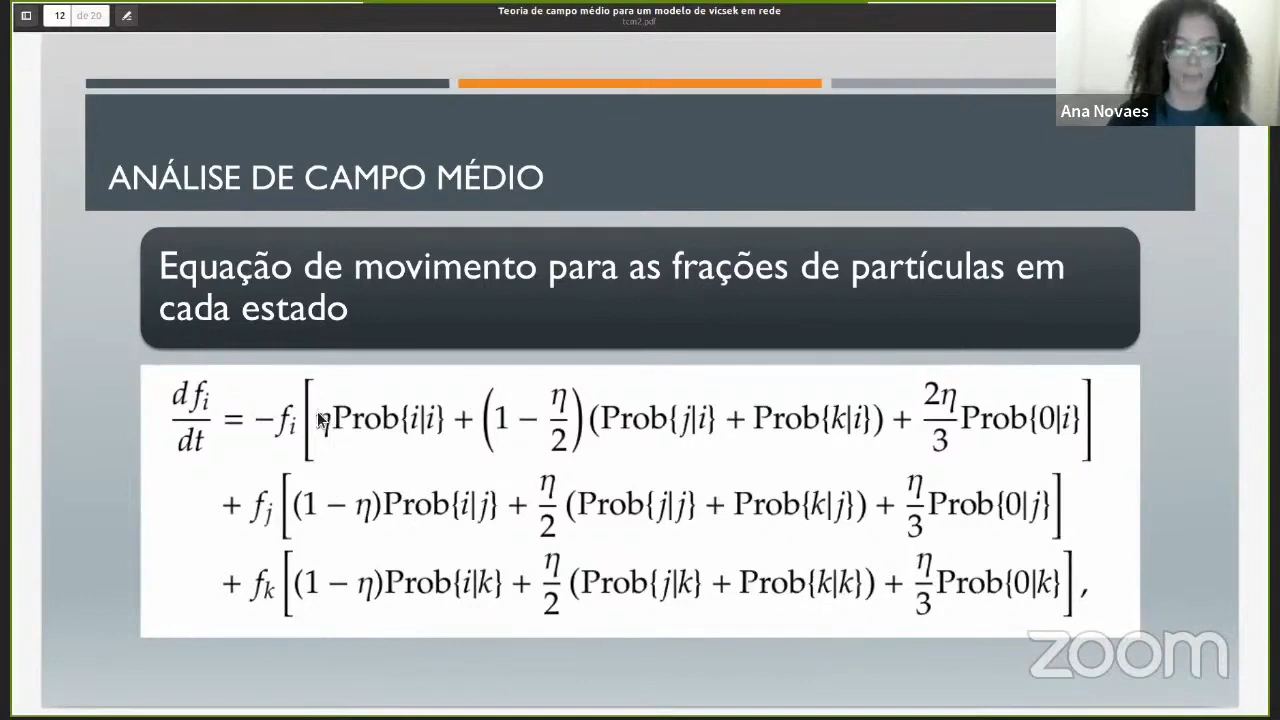 12 de 20
Teoria de campo médio para um modelo de vicsek em rede
tcm2.pdf
Ana Novaes
ANÁLISE DE CAMPO MÉDIO
Equação de movimento para as frações de partículas em
cada estado
df_i/dt = −f_i [ηProb{i|i} + (1 − η/2)(Prob{j|i} + Prob{k|i}) + 2η/3 Prob{0|i}]
+ f_j [(1 − η)Prob{i|j} + η/2 (Prob{j|j} + Prob{k|j}) + η/3 Prob{0|j}]
+ f_k [(1 − η)Prob{i|k} + η/2 (Prob{j|k} + Prob{k|k}) + η/3 Prob{0|k}] ,
zoom